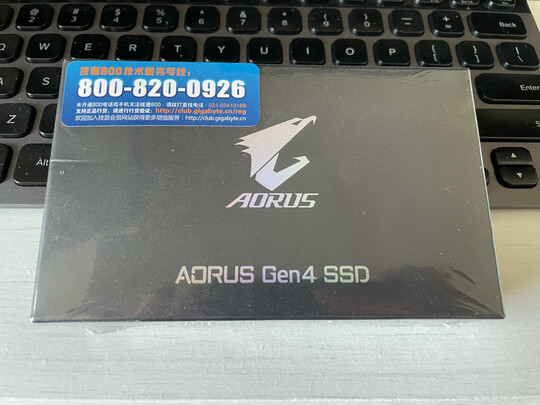 技嘉800技术服务专线：
800-820-0926
未开通800电话或手机无法拨通800，请拨打直线电话：021-63410189
支持正品行货，请进行行货验证：http://club.gigabyte.cn/reg
欢迎加入技嘉会员网站获得更多增值服务：http://club.gigabyte.cn
AORUS
AORUS Gen4 SSD
Alt
Enter
Shift